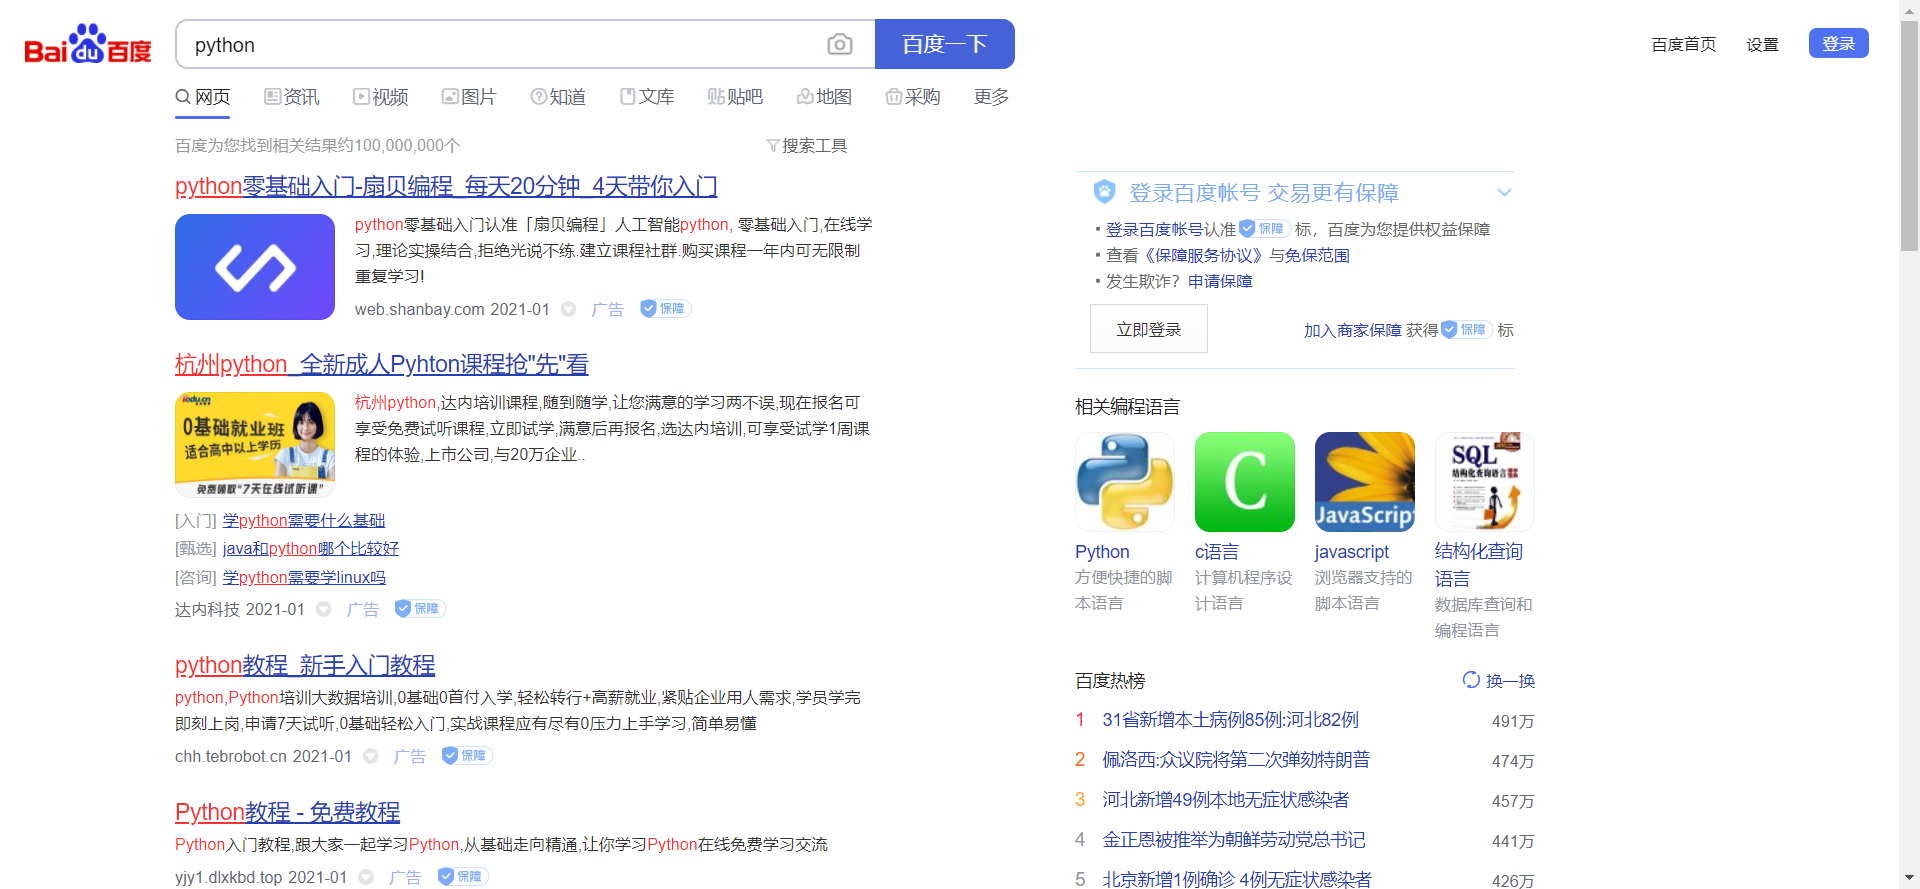 Bai du 百度
python
百度一下
百度首页 设置 登录
网页 资讯 视频 图片 知道 文库 贴吧 地图 采购 更多
百度为您找到相关结果约100,000,000个
搜索工具
python零基础入门-扇贝编程_每天20分钟_4天带你入门
python零基础入门认准「扇贝编程」人工智能python, 零基础入门,在线学
习,理论实操结合,拒绝光说不练.建立课程社群.购买课程一年内可无限制
重复学习!
web.shanbay.com 2021-01 广告 保障
杭州python_全新成人Pyhton课程抢"先"看
iedu.cn
0基础就业班
适合高中以上学历
免费领取"7天在线试听课"
杭州python,达内培训课程,随到随学,让您满意的学习两不误,现在报名可
享受免费试听课程,立即试学,满意后再报名,选达内培训,可享受试学1周课
程的体验,上市公司,与20万企业..
[入门] 学python需要什么基础
[甄选] java和python哪个比较好
[咨询] 学python需要学linux吗
达内科技 2021-01 广告 保障
python教程_新手入门教程
python,Python培训大数据培训,0基础0首付入学,轻松转行+高薪就业,紧贴企业用人需求,学员学完
即刻上岗,申请7天试听,0基础轻松入门,实战课程应有尽有0压力上手学习,简单易懂
chh.tebrobot.cn 2021-01 广告 保障
Python教程 - 免费教程
Python入门教程,跟大家一起学习Python,从基础走向精通,让你学习Python在线免费学习交流
yjy1.dlxkbd.top 2021-01 广告 保障
登录百度帐号 交易更有保障
· 登录百度帐号认准 保障 标，百度为您提供权益保障
· 查看《保障服务协议》与免保范围
· 发生欺诈？申请保障
立即登录
加入商家保障 获得 保障 标
相关编程语言
C
JavaScript
SQL
结构化查询语言
Python
方便快捷的脚
本语言
c语言
计算机程序设
计语言
javascript
浏览器支持的
脚本语言
结构化查询
语言
数据库查询和
编程语言
百度热榜
换一换
1 31省新增本土病例85例:河北82例 491万
2 佩洛西:众议院将第二次弹劾特朗普 474万
3 河北新增49例本地无症状感染者 457万
4 金正恩被推举为朝鲜劳动党总书记 441万
5 北京新增1例确诊 4例无症状感染者 426万